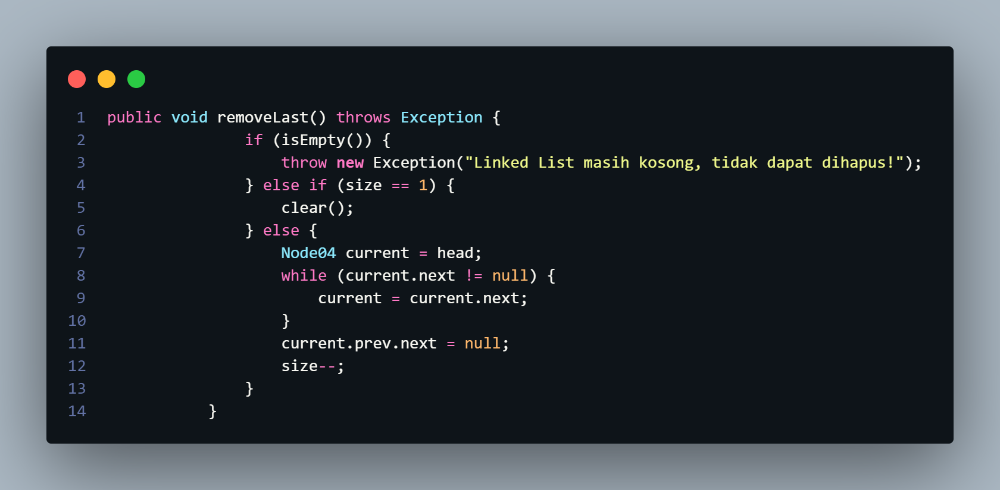 1 public void removeLast() throws Exception {
2 if (isEmpty()) {
3 throw new Exception("Linked List masih kosong, tidak dapat dihapus!");
4 } else if (size == 1) {
5 clear();
6 } else {
7 Node04 current = head;
8 while (current.next != null) {
9 current = current.next;
10 }
11 current.prev.next = null;
12 size--;
13 }
14 }